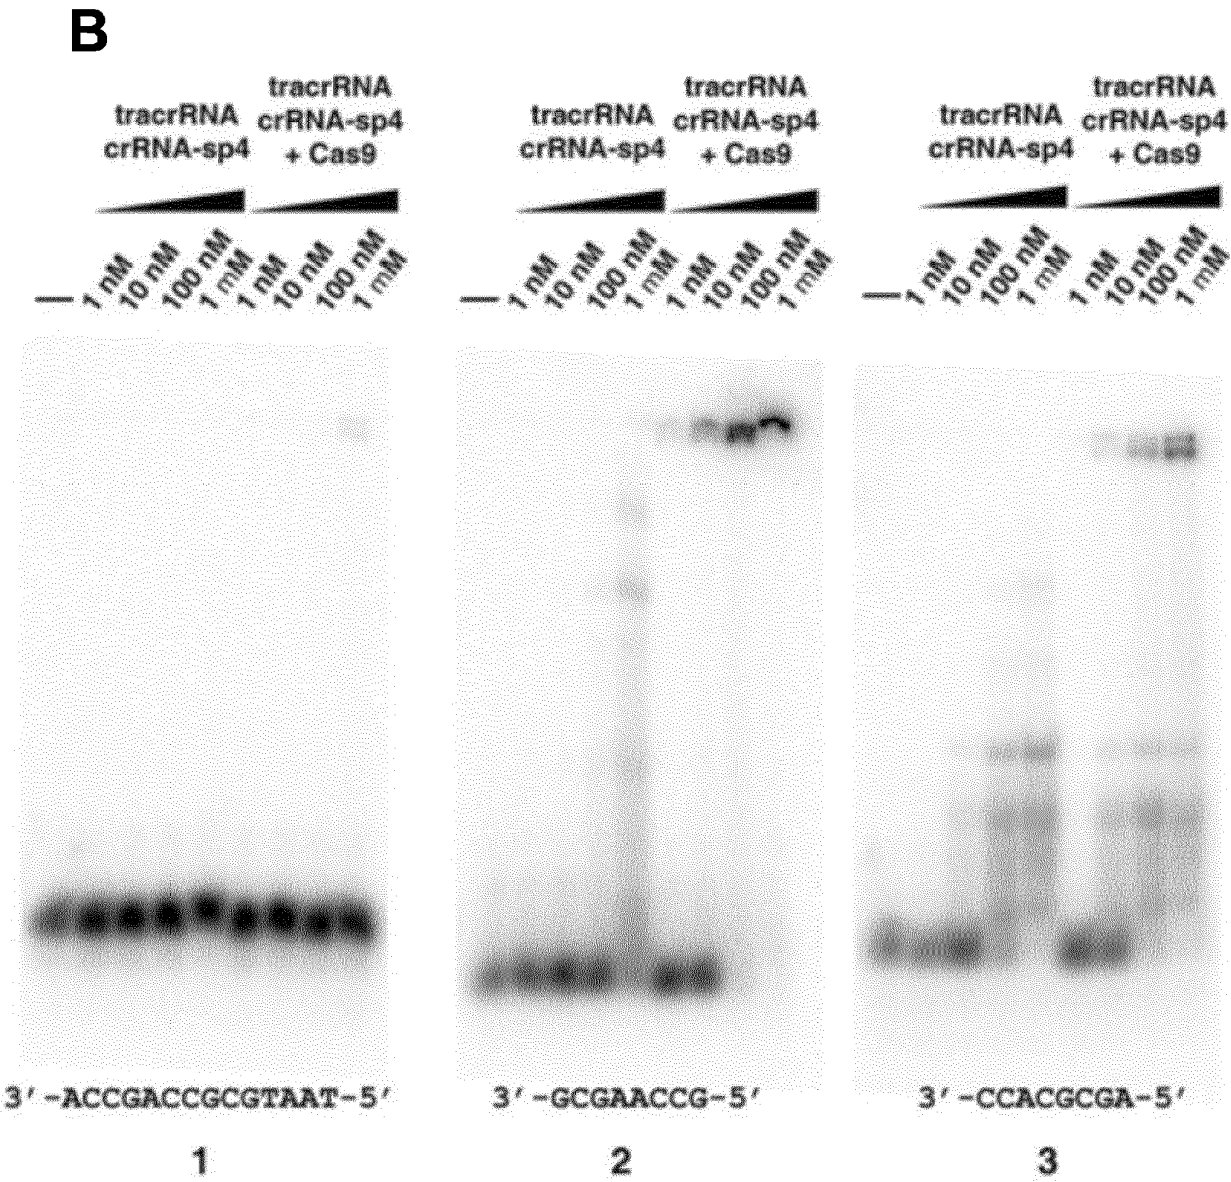 B
tracrRNA
crRNA-sp4
tracrRNA
crRNA-sp4
+ Cas9
— 1 nM 10 nM 100 nM 1 mM 1 nM 10 nM 100 nM 1 mM
tracrRNA
crRNA-sp4
tracrRNA
crRNA-sp4
+ Cas9
— 1 nM 10 nM 100 nM 1 mM 1 nM 10 nM 100 nM 1 mM
tracrRNA
crRNA-sp4
tracrRNA
crRNA-sp4
+ Cas9
— 1 nM 10 nM 100 nM 1 mM 1 nM 10 nM 100 nM 1 mM
3'-ACCGACCGCGTAAT-5'
1
3'-GCGAACCG-5'
2
3'-CCACGCGA-5'
3